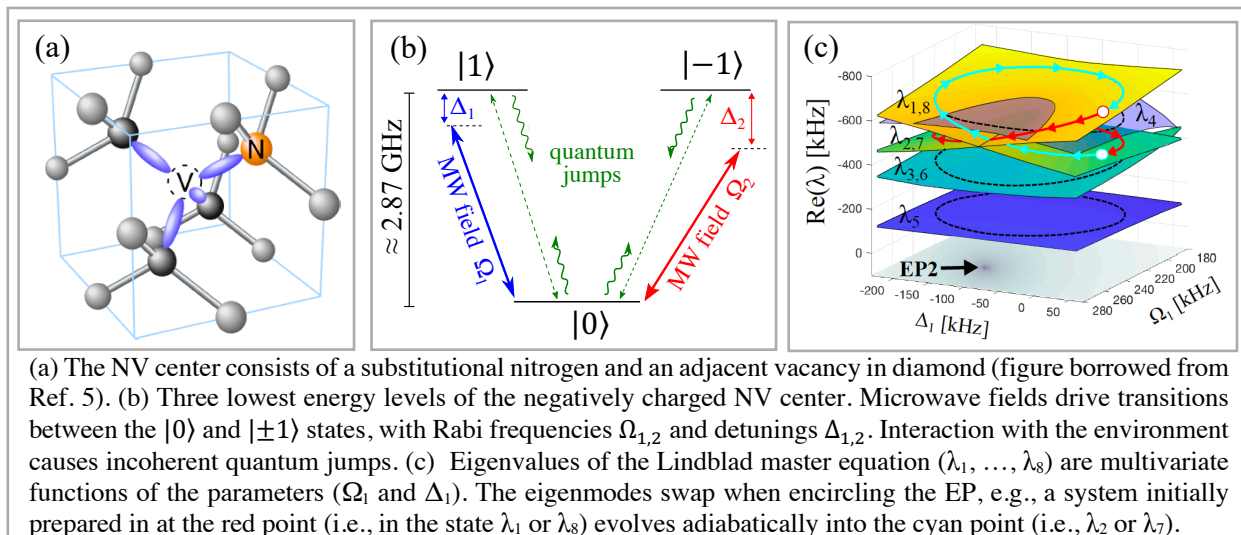 (a)
N
V
(b)
|1⟩
|−1⟩
Δ₁
Δ₂
≈ 2.87 GHz
MW field Ω₁
quantum
jumps
MW field Ω₂
|0⟩
(c)
Re(λ) [kHz]
-800
-600
-400
-200
0
λ₁,₈
λ₄
λ₂,₇
λ₃,₆
λ₅
EP2
-200
-150
-100
-50
0
50
Δ₁ [kHz]
280
260
240
220
200
180
Ω₁ [kHz]
(a) The NV center consists of a substitutional nitrogen and an adjacent vacancy in diamond (figure borrowed from
Ref. 5). (b) Three lowest energy levels of the negatively charged NV center. Microwave fields drive transitions
between the |0⟩ and |±1⟩ states, with Rabi frequencies Ω₁,₂ and detunings Δ₁,₂. Interaction with the environment
causes incoherent quantum jumps. (c) Eigenvalues of the Lindblad master equation (λ₁, …, λ₈) are multivariate
functions of the parameters (Ω₁ and Δ₁). The eigenmodes swap when encircling the EP, e.g., a system initially
prepared in at the red point (i.e., in the state λ₁ or λ₈) evolves adiabatically into the cyan point (i.e., λ₂ or λ₇).